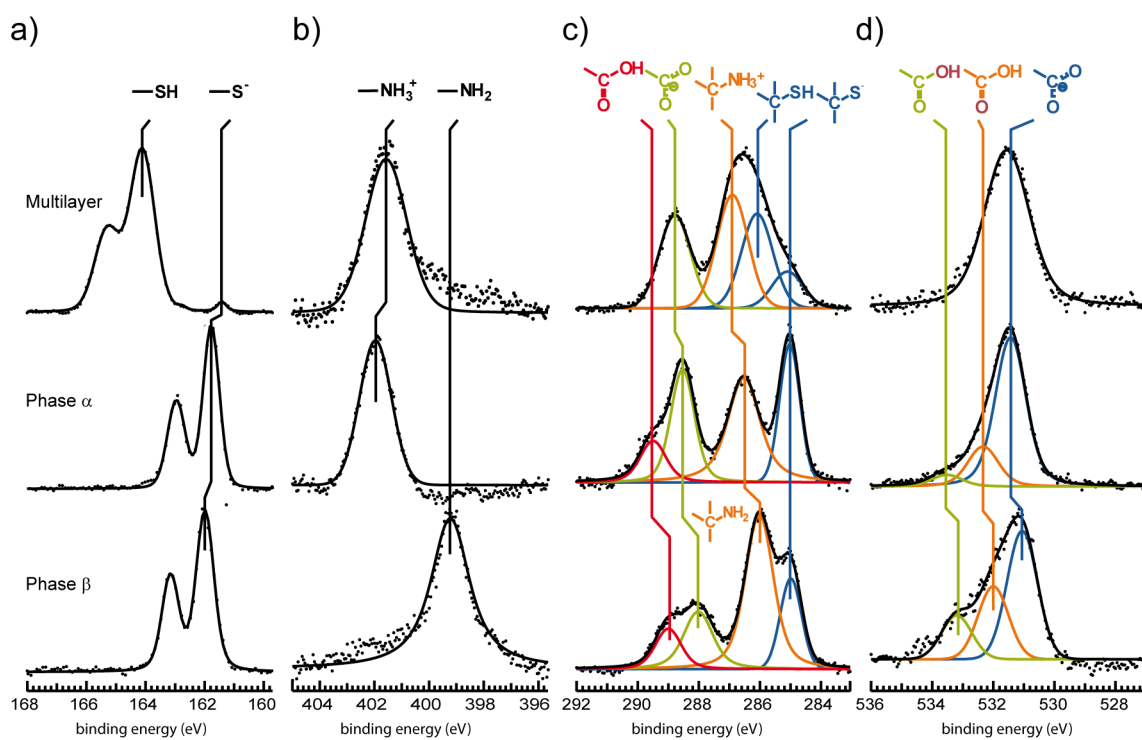 a) b) c) d)
—SH —S⁻ —NH₃⁺ —NH₂
C OH O
C O O ⊖
C NH₃⁺
C SH
C S⁻
C OH O
C OH O
C O O ⊖
Multilayer
Phase α
C NH₂
Phase β
168 166 164 162 160
404 402 400 398 396
292 290 288 286 284
536 534 532 530 528
binding energy (eV) binding energy (eV) binding energy (eV) binding energy (eV)